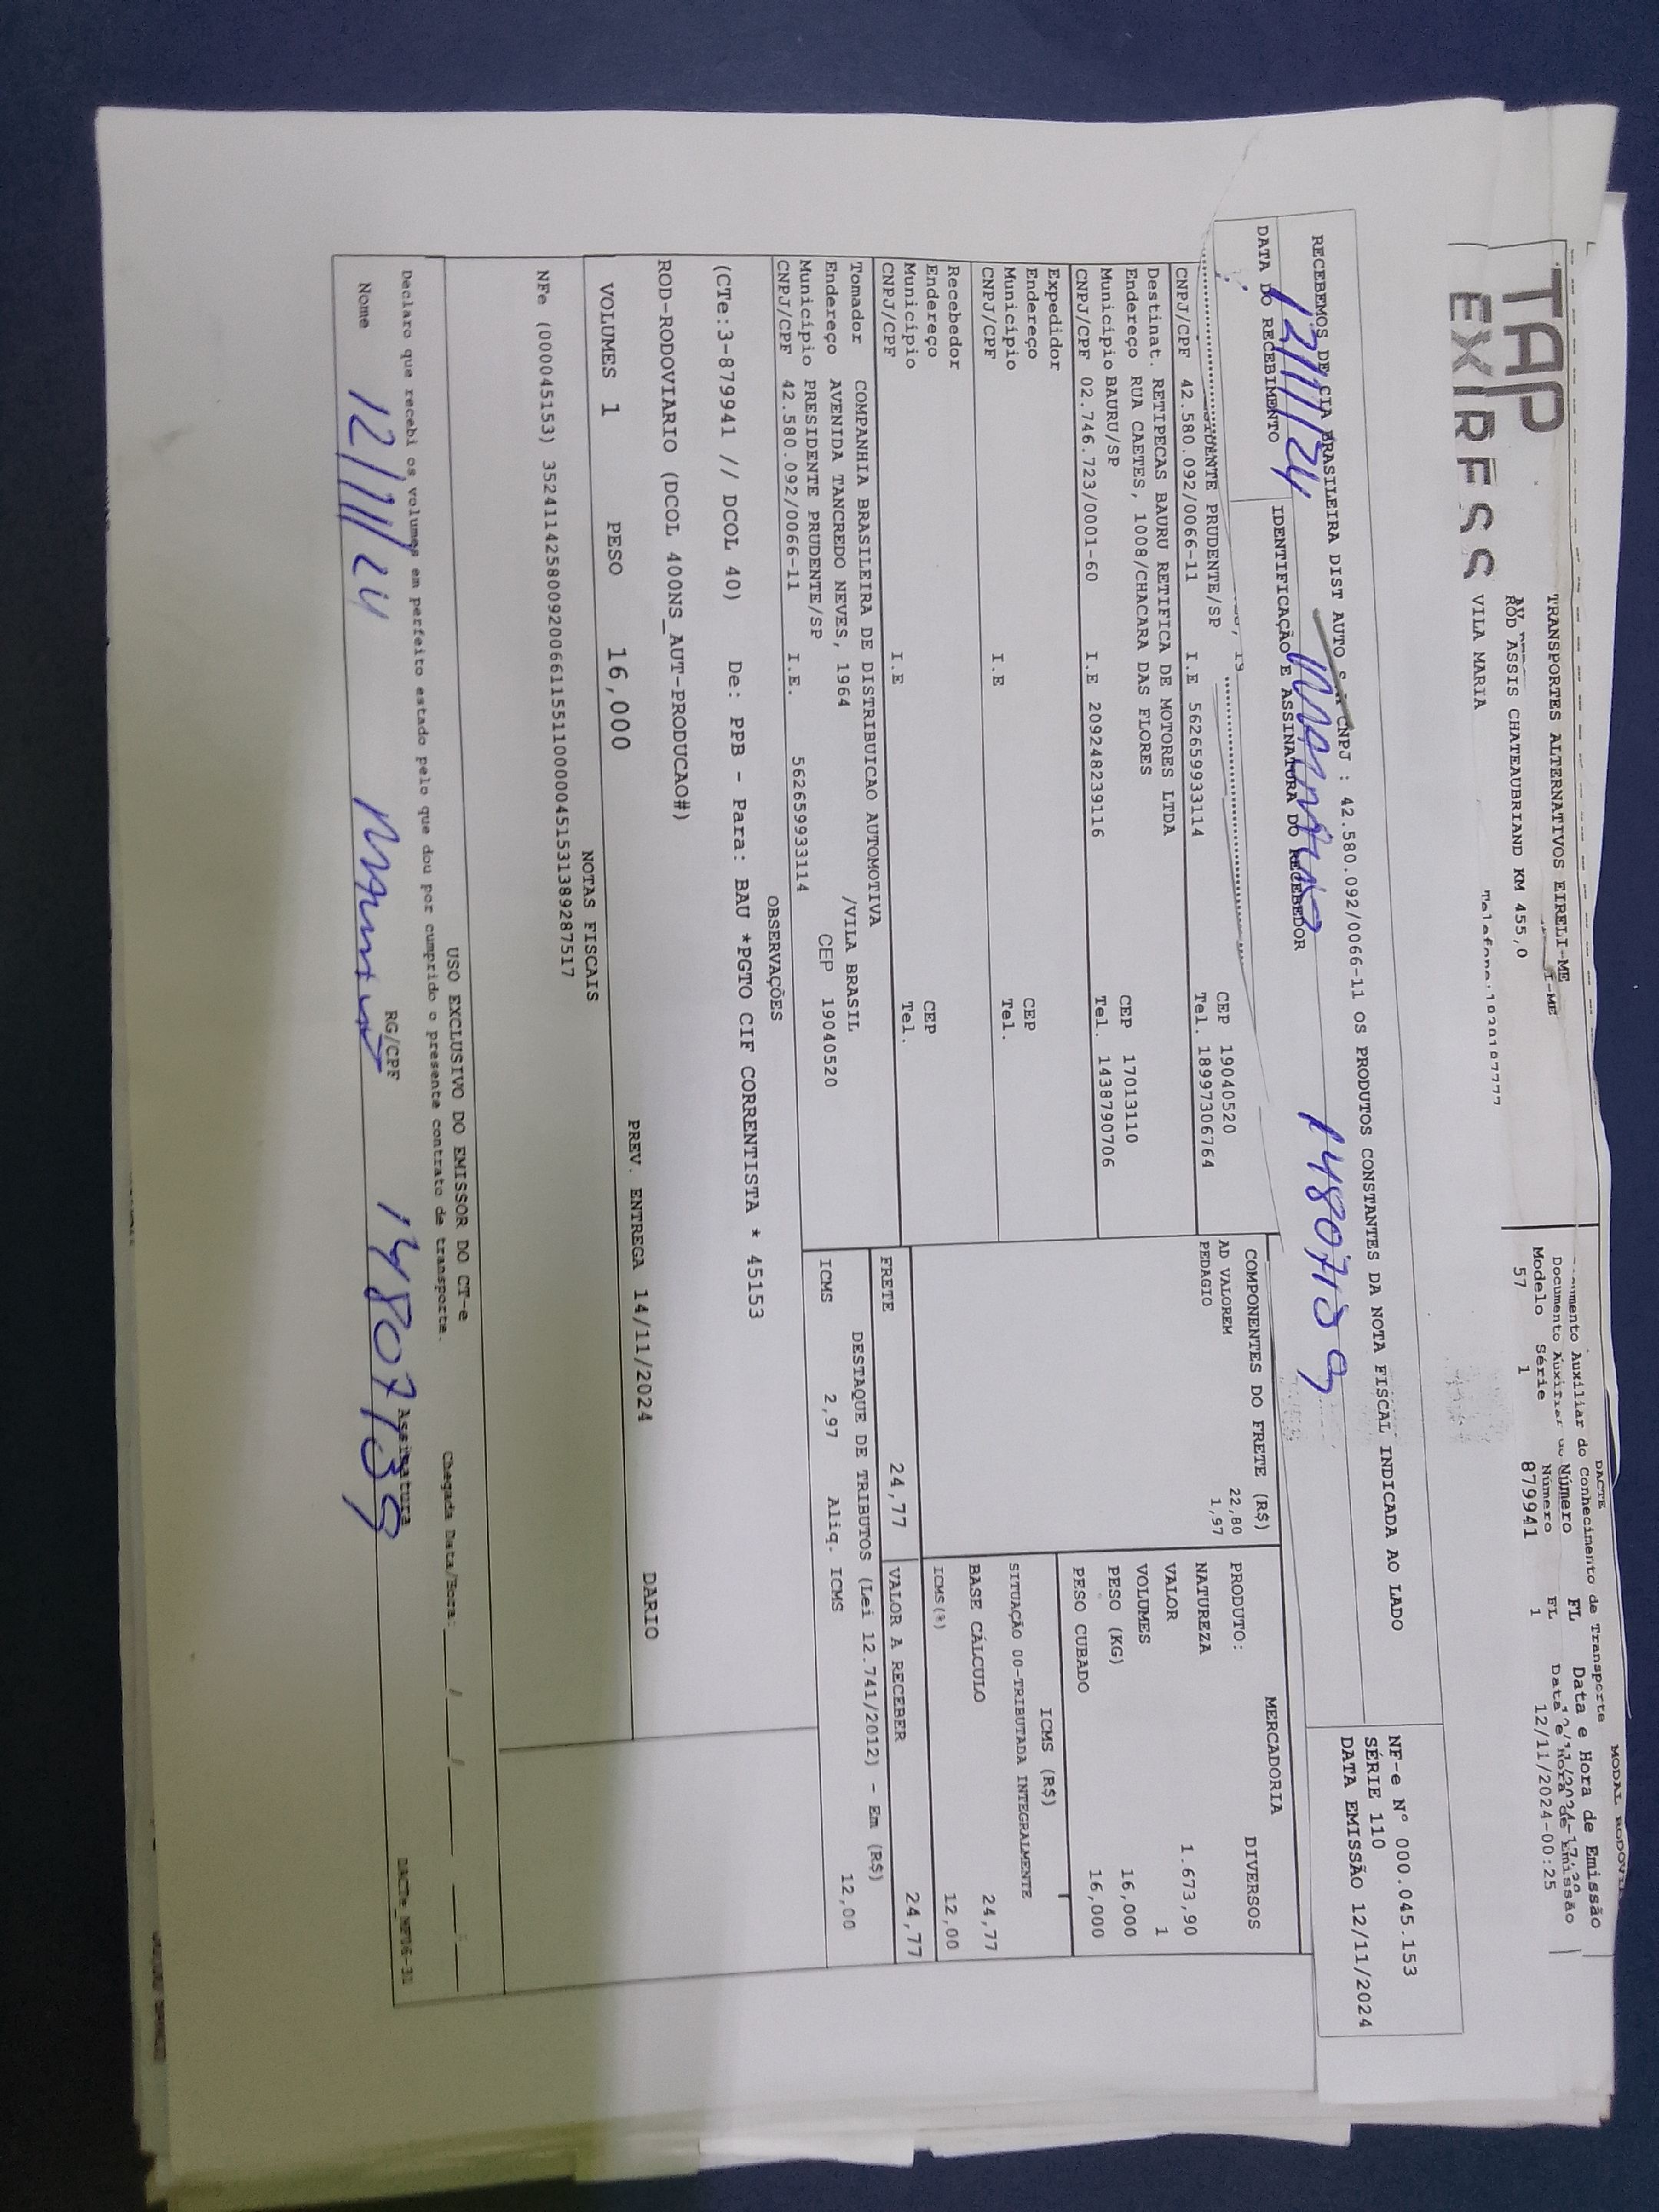 TAP
EXPRESS
TRANSPORTES ALTERNATIVOS EIRELI-ME
ROD ASSIS CHATEAUBRIAND KM 455,0
VILA MARIA
DACTE
Documento Auxiliar do Conhecimento de Transporte
Número FL Data e Hora de Emissão
Modelo Série Número FL
57 1 879941 1 12/11/2024-00:25
RECEBEMOS DE CIA BRASILEIRA DIST AUTO CNPJ : 42.580.092/0066-11 OS PRODUTOS CONSTANTES DA NOTA FISCAL INDICADA AO LADO
NF-e Nº 000.045.153
SÉRIE 110
DATA EMISSÃO 12/11/2024
DATA DO RECEBIMENTO
12/11/24
IDENTIFICAÇÃO E ASSINATURA DO RECEBEDOR
PRUDENTE/SP CEP 19040520
CNPJ/CPF 42.580.092/0066-11 I.E 562659933114 Tel. 18997306764
Destinat. RETIPECAS BAURU RETIFICA DE MOTORES LTDA
Endereço RUA CAETES, 1008/CHACARA DAS FLORES
Município BAURU/SP CEP 17013110
CNPJ/CPF 02.746.723/0001-60 I.E 209248239116 Tel. 1438790706
Expedidor
Endereço
Município CEP
CNPJ/CPF I.E Tel.
Recebedor
Endereço
Município CEP
CNPJ/CPF I.E Tel.
COMPONENTES DO FRETE (R$)
AD VALOREM 22,80
PEDAGIO 1,97
MERCADORIA
PRODUTO: DIVERSOS
NATUREZA
VALOR 1.673,90
VOLUMES 1
PESO (KG) 16,000
PESO CUBADO 16,000
ICMS (R$)
SITUAÇÃO 00-TRIBUTADA INTEGRALMENTE
BASE CÁLCULO 24,77
ICMS(%) 12,00
FRETE 24,77 VALOR A RECEBER 24,77
Tomador COMPANHIA BRASILEIRA DE DISTRIBUICAO AUTOMOTIVA
Endereço AVENIDA TANCREDO NEVES, 1964 /VILA BRASIL
Município PRESIDENTE PRUDENTE/SP CEP 19040520
CNPJ/CPF 42.580.092/0066-11 I.E. 562659933114
DESTAQUE DE TRIBUTOS (Lei 12.741/2012) - Em (R$)
ICMS 2,97 Aliq. ICMS 12,00
OBSERVAÇÕES
(CTe:3-879941 // DCOL 40) De: PPB - Para: BAU *PGTO CIF CORRENTISTA * 45153
ROD-RODOVIARIO (DCOL 400NS_AUT-PRODUCAO#)
VOLUMES 1 PESO 16,000 PREV. ENTREGA 14/11/2024 DARIO
NOTAS FISCAIS
NFe (000045153) 35241142580092006611551100000451531389287517
USO EXCLUSIVO DO EMISSOR DO CT-e
Declaro que recebi os volumes em perfeito estado pelo que dou por cumprido o presente contrato de transporte.
Chegada Data/Hora: ____/____/____ ____:____
Nome RG/CPF Assinatura
12/11/24